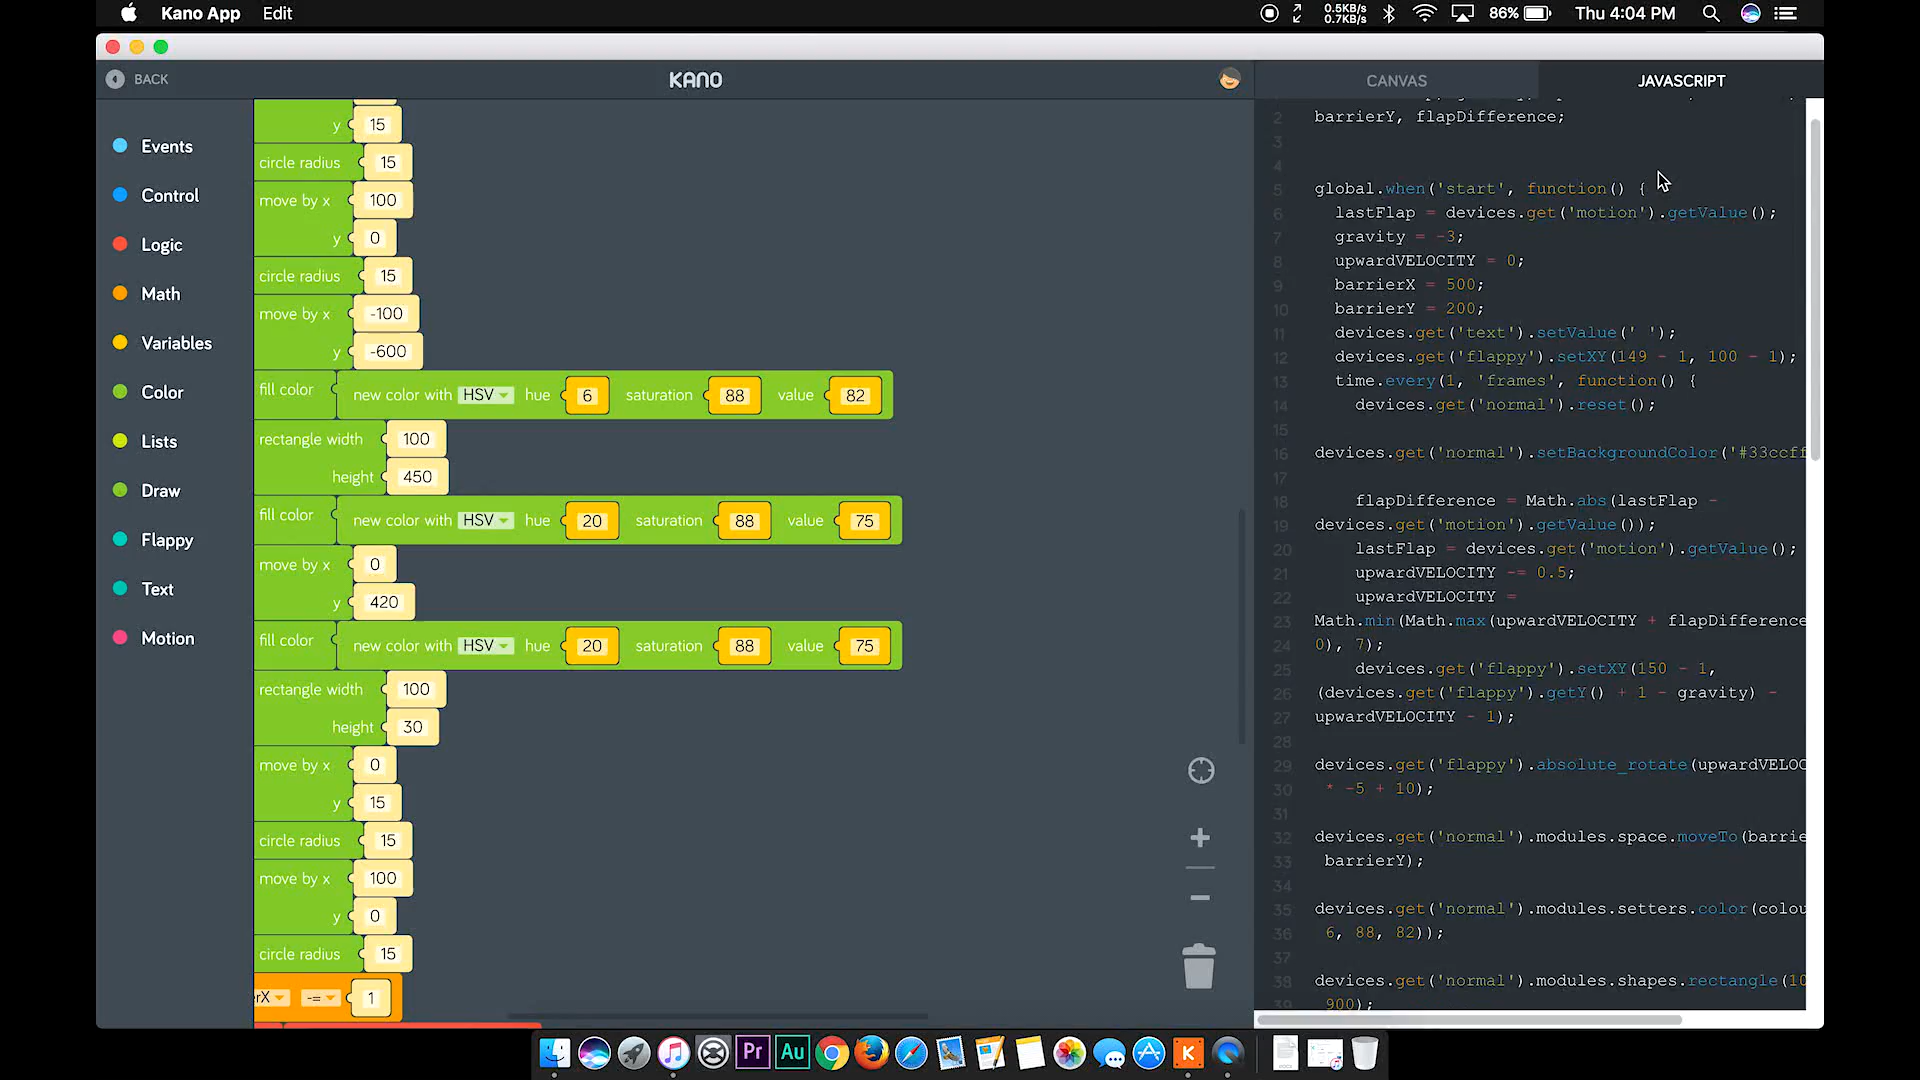 Kano App Edit
0.5KB/s
0.7KB/s
86% Thu 4:04 PM
BACK
KANO
CANVAS
JAVASCRIPT
Events
Control
Logic
Math
Variables
Color
Lists
Draw
Flappy
Text
Motion
y 15
circle radius 15
move by x 100
y 0
circle radius 15
move by x -100
y -600
fill color new color with HSV hue 6 saturation 88 value 82
rectangle width 100
height 450
fill color new color with HSV hue 20 saturation 88 value 75
move by x 0
y 420
fill color new color with HSV hue 20 saturation 88 value 75
rectangle width 100
height 30
move by x 0
y 15
circle radius 15
move by x 100
y 0
circle radius 15
rX -= 1
2 barrierY, flapDifference;
3
4
5 global.when('start', function() {
6 lastFlap = devices.get('motion').getValue();
7 gravity = -3;
8 upwardVELOCITY = 0;
9 barrierX = 500;
10 barrierY = 200;
11 devices.get('text').setValue(' ');
12 devices.get('flappy').setXY(149 - 1, 100 - 1);
13 time.every(1, 'frames', function() {
14 devices.get('normal').reset();
15
16 devices.get('normal').setBackgroundColor('#33ccff
17
18 flapDifference = Math.abs(lastFlap -
19 devices.get('motion').getValue());
20 lastFlap = devices.get('motion').getValue();
21 upwardVELOCITY -= 0.5;
22 upwardVELOCITY =
23 Math.min(Math.max(upwardVELOCITY + flapDifference
24 0), 7);
25 devices.get('flappy').setXY(150 - 1,
26 (devices.get('flappy').getY() + 1 - gravity) -
27 upwardVELOCITY - 1);
28
29 devices.get('flappy').absolute_rotate(upwardVELOC
30 * -5 + 10);
31
32 devices.get('normal').modules.space.moveTo(barrie
33 barrierY);
34
35 devices.get('normal').modules.setters.color(colou
36 6, 88, 82));
37
38 devices.get('normal').modules.shapes.rectangle(10
39 900);
Pr
Au
K